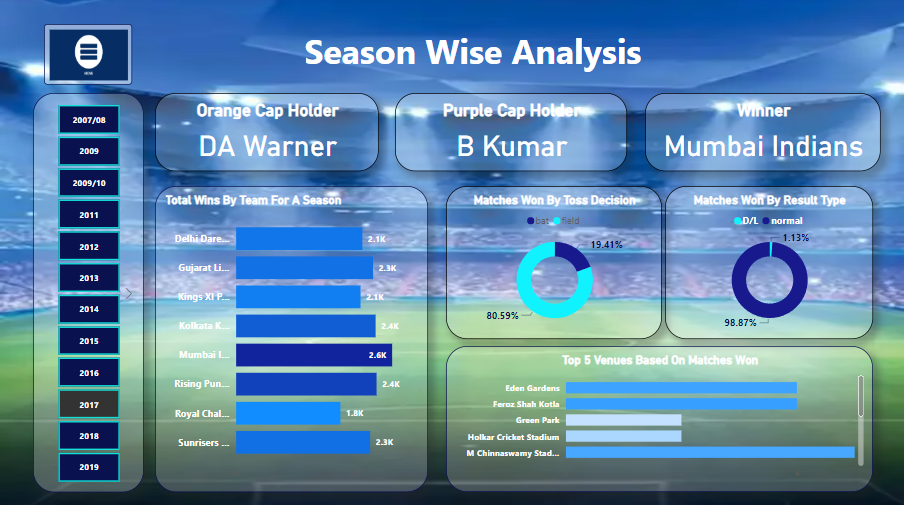 Season Wise Analysis
Orange Cap Holder
DA Warner
Purple Cap Holder
B Kumar
Winner
Mumbai Indians
2007/08
2009
2009/10
2011
2012
2013
2014
2015
2016
2017
2018
2019
Total Wins By Team For A Season
Delhi Dare... 2.1K
Gujarat Li... 2.3K
Kings XI P... 2.1K
Kolkata K... 2.4K
Mumbai I... 2.6K
Rising Pun... 2.4K
Royal Chal... 1.8K
Sunrisers ... 2.3K
Matches Won By Toss Decision
bat field
19.41%
80.59%
Matches Won By Result Type
D/L normal
1.13%
98.87%
Top 5 Venues Based On Matches Won
Eden Gardens
Feroz Shah Kotla
Green Park
Holkar Cricket Stadium
M Chinnaswamy Stad...